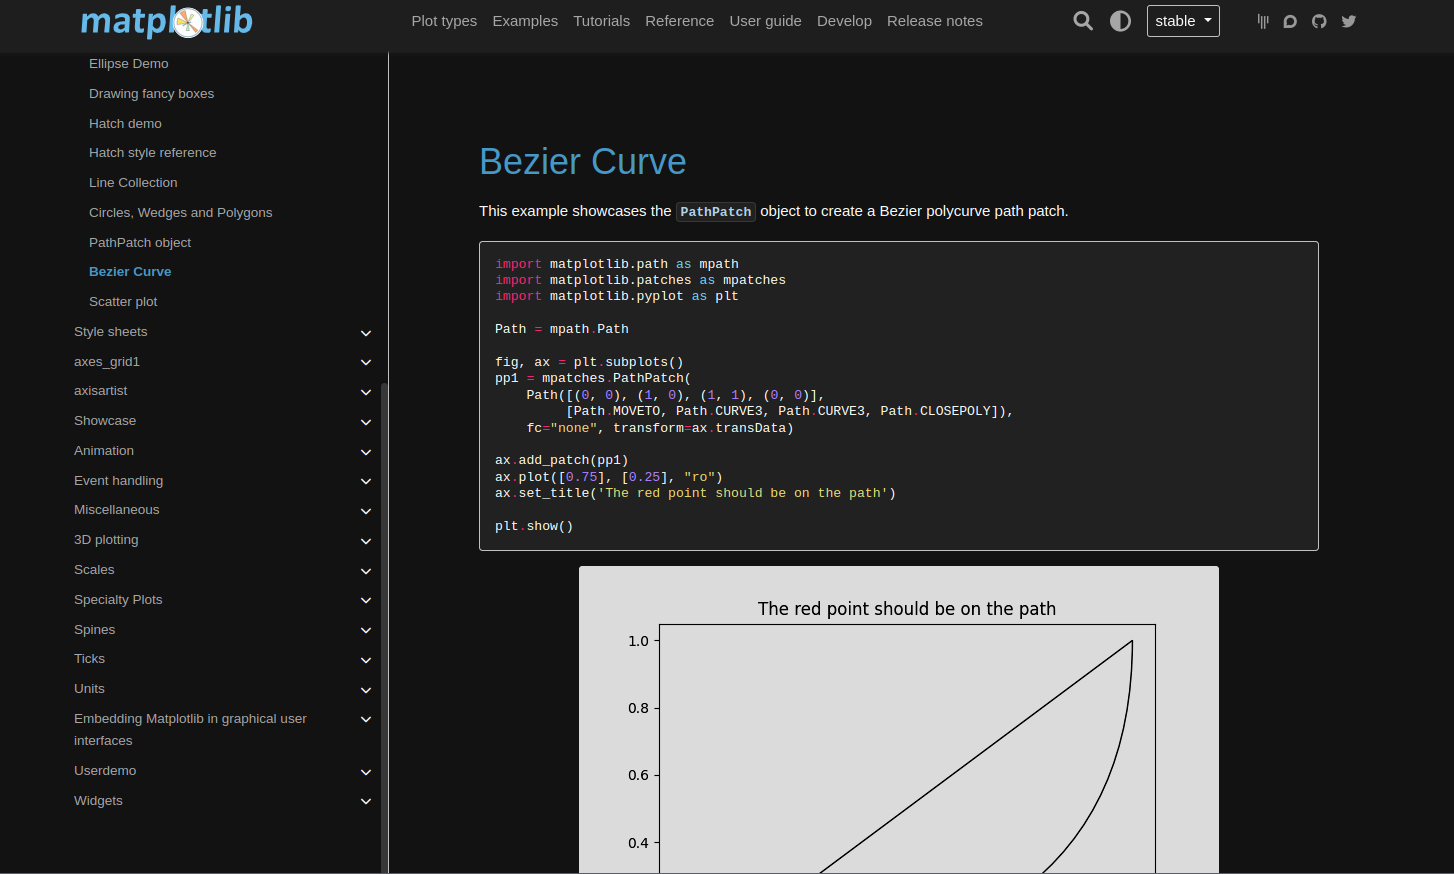 matplotlib
Plot types Examples Tutorials Reference User guide Develop Release notes
stable
Ellipse Demo
Drawing fancy boxes
Hatch demo
Hatch style reference
Line Collection
Circles, Wedges and Polygons
PathPatch object
Bezier Curve
Scatter plot
Style sheets
axes_grid1
axisartist
Showcase
Animation
Event handling
Miscellaneous
3D plotting
Scales
Specialty Plots
Spines
Ticks
Units
Embedding Matplotlib in graphical user
interfaces
Userdemo
Widgets
Bezier Curve
This example showcases the PathPatch object to create a Bezier polycurve path patch.
import matplotlib.path as mpath
import matplotlib.patches as mpatches
import matplotlib.pyplot as plt
Path = mpath.Path
fig, ax = plt.subplots()
pp1 = mpatches.PathPatch(
    Path([(0, 0), (1, 0), (1, 1), (0, 0)],
         [Path.MOVETO, Path.CURVE3, Path.CURVE3, Path.CLOSEPOLY]),
    fc="none", transform=ax.transData)
ax.add_patch(pp1)
ax.plot([0.75], [0.25], "ro")
ax.set_title('The red point should be on the path')
plt.show()
The red point should be on the path
1.0
0.8
0.6
0.4